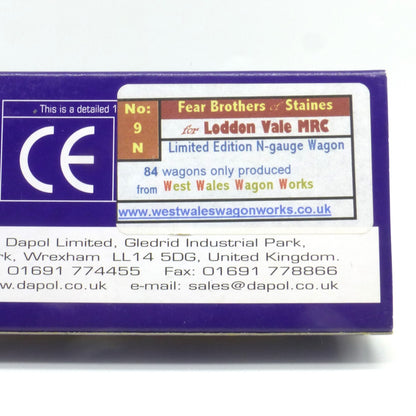 This is a detailed 1
CE
No:
9
N
Fear Brothers of Staines
for Loddon Vale MRC
Limited Edition N-gauge Wagon
84 wagons only produced
from West Wales Wagon Works
www.westwaleswagonworks.co.uk
Dapol Limited, Gledrid Industrial Park,
rk, Wrexham LL14 5DG, United Kingdom.
01691 774455 Fax: 01691 778866
w.dapol.co.uk e-mail: sales@dapol.co.uk